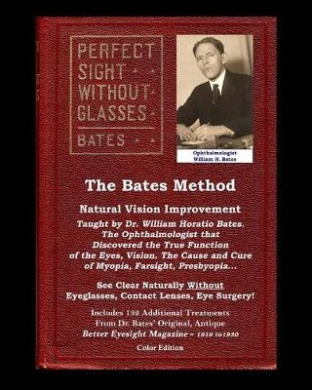 PERFECT
SIGHT · ·
WITHOUT
GLASSES ·
BATES · · ·
Ophthalmologist
William H. Bates
The Bates Method
Natural Vision Improvement
Taught by Dr. William Horatio Bates.
The Ophthalmologist that
Discovered the True Function
of the Eyes, Vision. The Cause and Cure
of Myopia, Farsight, Presbyopia...
See Clear Naturally Without
Eyeglasses, Contact Lenses, Eye Surgery!
Includes 132 Additional Treatments
From Dr. Bates' Original, Antique
Better Eyesight Magazine ~ 1919 to 1930
Color Edition